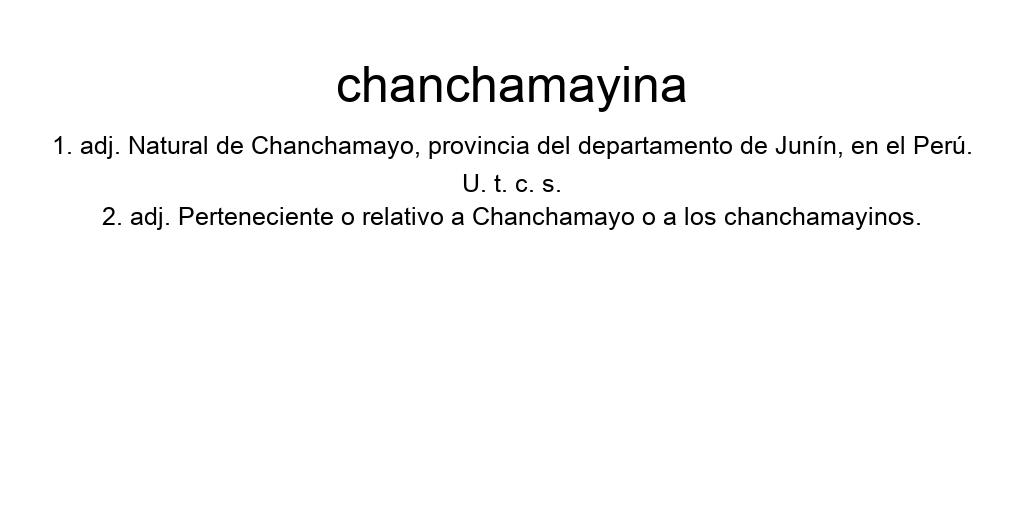 chanchamayina
1. adj. Natural de Chanchamayo, provincia del departamento de Junín, en el Perú.
U. t. c. s.
2. adj. Perteneciente o relativo a Chanchamayo o a los chanchamayinos.